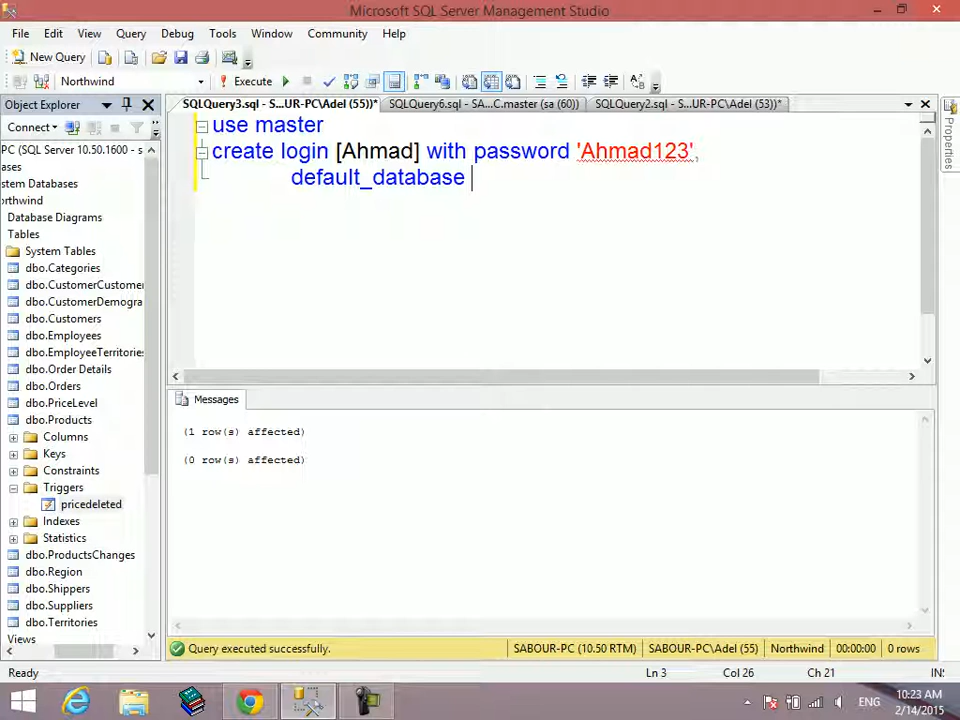 Microsoft SQL Server Management Studio
File Edit View Query Debug Tools Window Community Help
New Query
Northwind Execute
Object Explorer
SQLQuery3.sql - S...UR-PC\Adel (55))* SQLQuery6.sql - SA...C.master (sa (60)) SQLQuery2.sql - S...UR-PC\Adel (53))*
Connect
PC (SQL Server 10.50.1600 - S
ases
stem Databases
rthwind
Database Diagrams
Tables
System Tables
dbo.Categories
dbo.CustomerCustomer
dbo.CustomerDemogra
dbo.Customers
dbo.Employees
dbo.EmployeeTerritories
dbo.Order Details
dbo.Orders
dbo.PriceLevel
dbo.Products
Columns
Keys
Constraints
Triggers
pricedeleted
Indexes
Statistics
dbo.ProductsChanges
dbo.Region
dbo.Shippers
dbo.Suppliers
dbo.Territories
Views
use master
create login [Ahmad] with password 'Ahmad123',
default_database
Messages
(1 row(s) affected)
(0 row(s) affected)
Properties
Query executed successfully. SABOUR-PC (10.50 RTM) SABOUR-PC\Adel (55) Northwind 00:00:00 0 rows
Ready Ln 3 Col 26 Ch 21 INS
ENG
10:23 AM
2/14/2015